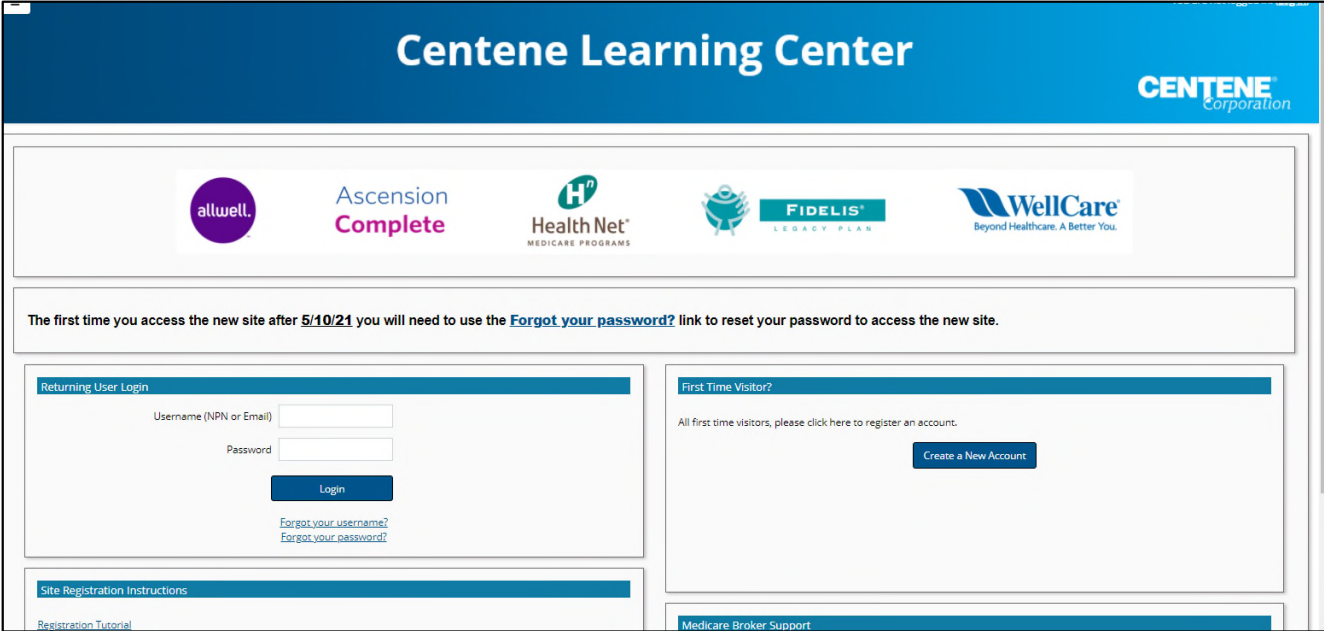 Centene Learning Center
CENTENE®
Corporation
allwell.
Ascension
Complete
Hn
Health Net®
MEDICARE PROGRAMS
FIDELIS®
LEGACY PLAN
WellCare®
Beyond Healthcare. A Better You.
The first time you access the new site after 5/10/21 you will need to use the Forgot your password? link to reset your password to access the new site.
Returning User Login
Username (NPN or Email)
Password
Login
Forgot your username?
Forgot your password?
First Time Visitor?
All first time visitors, please click here to register an account.
Create a New Account
Site Registration Instructions
Registration Tutorial
Medicare Broker Support